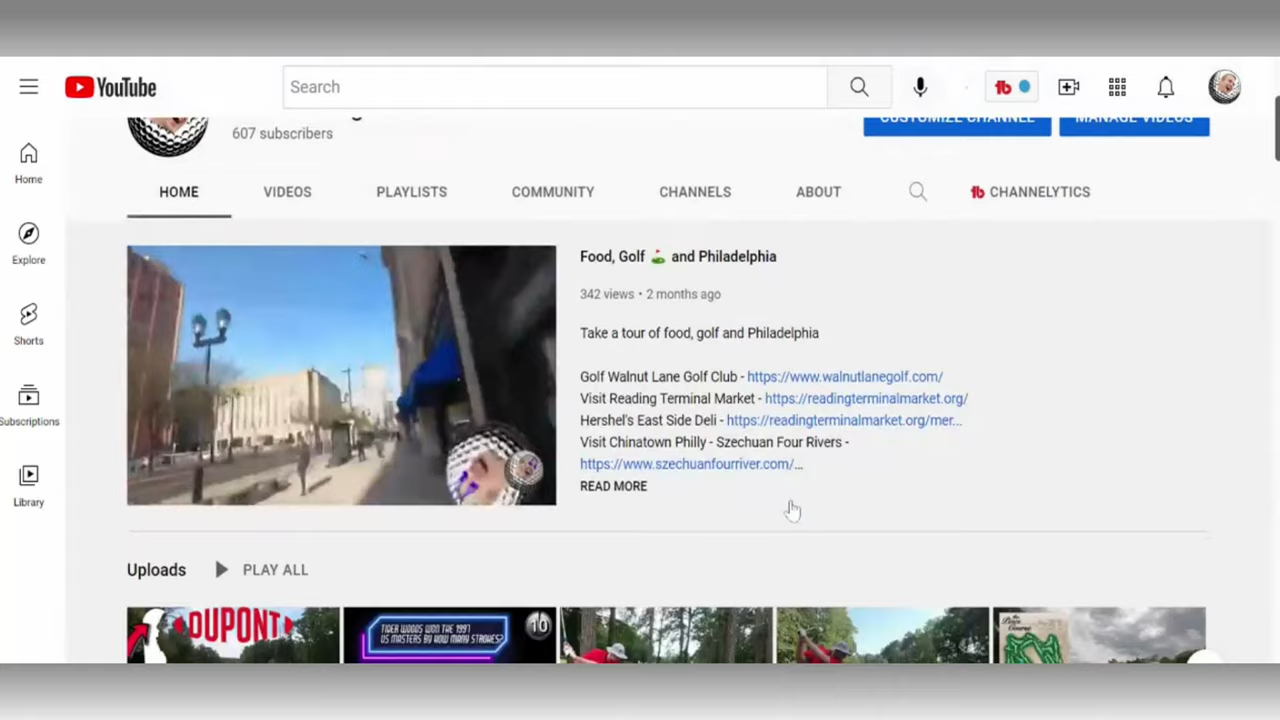 YouTube
Search
607 subscribers
CUSTOMIZE CHANNEL
MANAGE VIDEOS
Home
Explore
Shorts
Subscriptions
Library
HOME
VIDEOS
PLAYLISTS
COMMUNITY
CHANNELS
ABOUT
CHANNELYTICS
Food, Golf ⛳ and Philadelphia
342 views • 2 months ago
Take a tour of food, golf and Philadelphia
Golf Walnut Lane Golf Club - https://www.walnutlanegolf.com/
Visit Reading Terminal Market - https://readingterminalmarket.org/
Hershel's East Side Deli - https://readingterminalmarket.org/mer...
Visit Chinatown Philly - Szechuan Four Rivers -
https://www.szechuanfourriver.com/...
READ MORE
Uploads
PLAY ALL
DUPONT
TIGER WOODS WON THE 1997
US MASTERS BY HOW MANY STROKES?
10